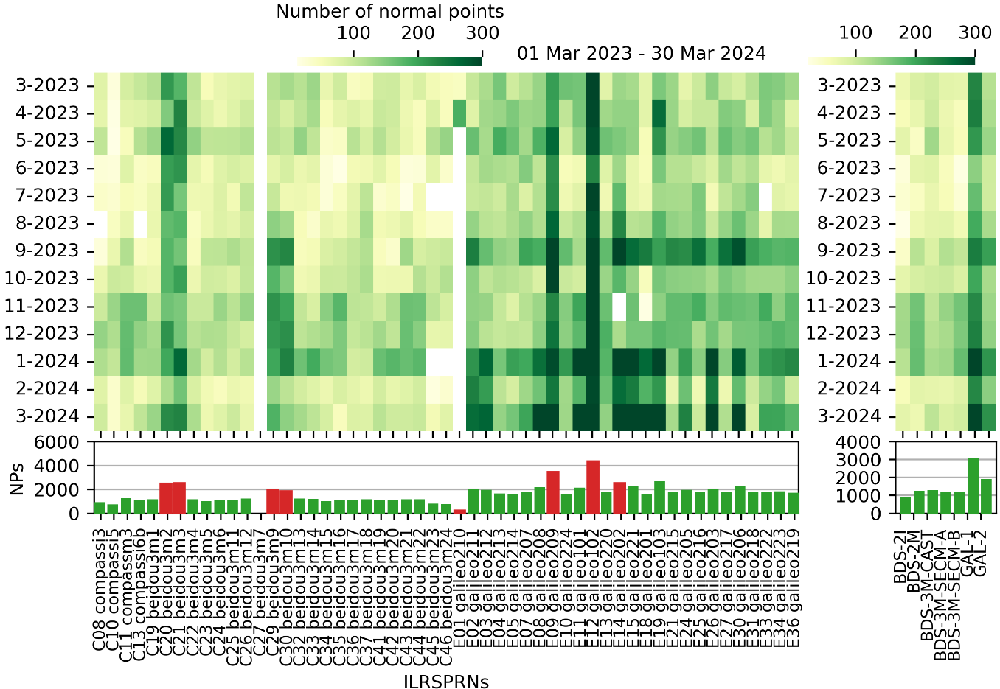 Number of normal points
100 200 300
01 Mar 2023 - 30 Mar 2024
100 200 300
3-2023
4-2023
5-2023
6-2023
7-2023
8-2023
9-2023
10-2023
11-2023
12-2023
1-2024
2-2024
3-2024
3-2023
4-2023
5-2023
6-2023
7-2023
8-2023
9-2023
10-2023
11-2023
12-2023
1-2024
2-2024
3-2024
NPs
6000
4000
2000
0
4000
3000
2000
1000
0
C08 compassi3
C10 compassi5
C11 compassm3
C13 compassi6b
C19 beidou3m1
C20 beidou3m2
C21 beidou3m3
C22 beidou3m4
C23 beidou3m5
C24 beidou3m6
C25 beidou3m11
C26 beidou3m12
C27 beidou3m7
C29 beidou3m9
C30 beidou3m10
C32 beidou3m13
C33 beidou3m14
C34 beidou3m15
C35 beidou3m16
C36 beidou3m17
C37 beidou3m18
C41 beidou3m19
C42 beidou3m20
C43 beidou3m21
C44 beidou3m22
C45 beidou3m23
C46 beidou3m24
E01 galileo210
E02 galileo211
E03 galileo212
E04 galileo213
E05 galileo214
E07 galileo207
E08 galileo208
E09 galileo209
E10 galileo224
E11 galileo101
E12 galileo102
E13 galileo220
E14 galileo202
E15 galileo221
E18 galileo201
E19 galileo103
E21 galileo215
E24 galileo205
E25 galileo216
E26 galileo203
E27 galileo217
E30 galileo206
E31 galileo218
E33 galileo222
E34 galileo223
E36 galileo219
BDS-2I
BDS-2M
BDS-3M-CAST
BDS-3M-SECM-A
BDS-3M-SECM-B
GAL-1
GAL-2
ILRSPRNs